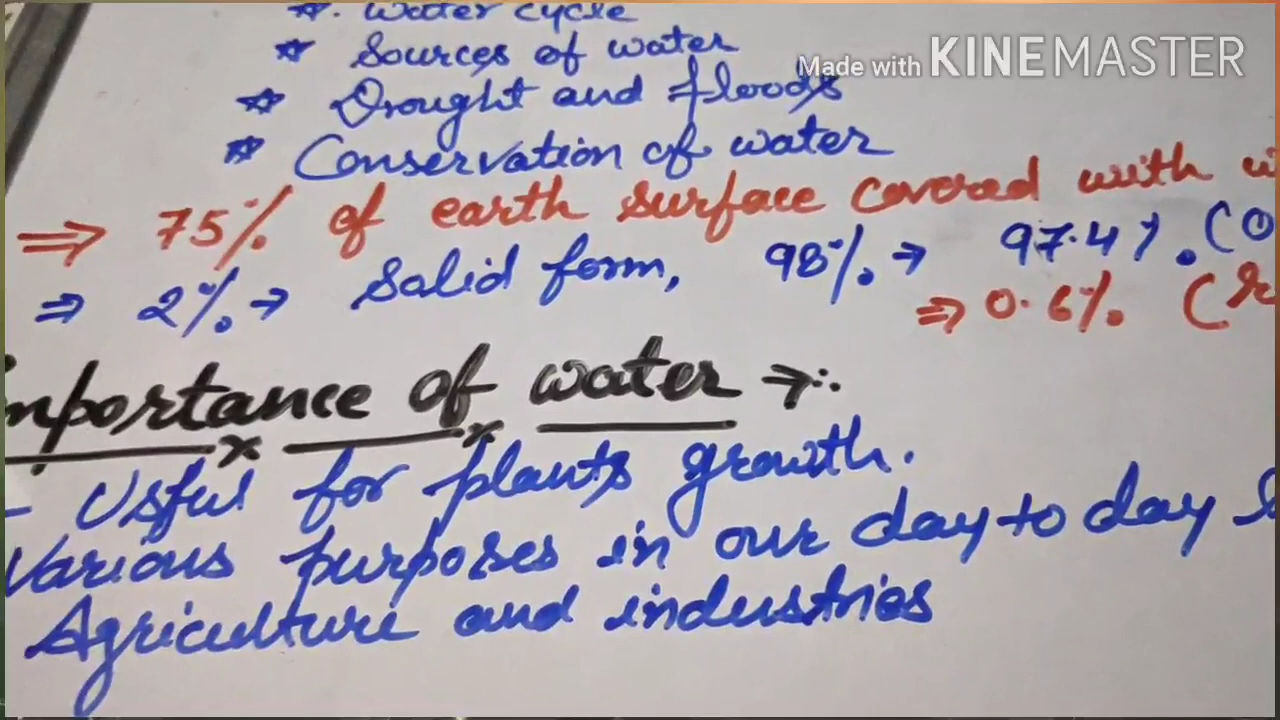 ☆. Water cycle
☆ Sources of water
Made with KINEMASTER
☆ Drought and floods
☆ Conservation of water
⇒ 75% of earth surface covered with
⇒ 2% → Solid form, 98% → 97.4%. (O
⇒ 0.6% (
mportance of water →∴
- Usful for plants growth.
Various purposes in our day to day
Agriculture and industries